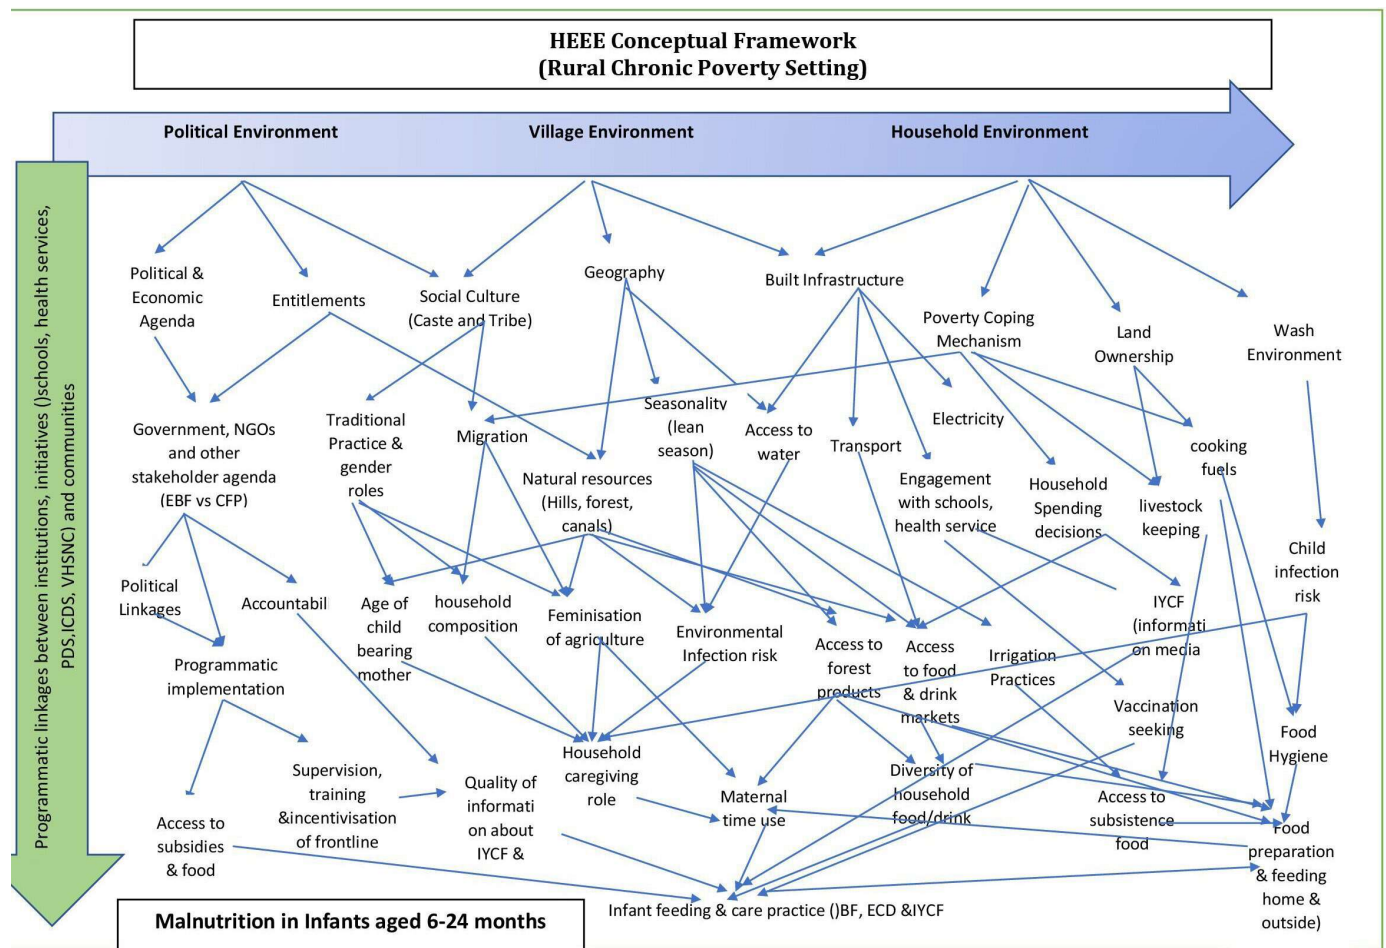 HEEE Conceptual Framework
(Rural Chronic Poverty Setting)
Political Environment
Village Environment
Household Environment
Programmatic linkages between institutions, initiatives ()schools, health services,
PDS,ICDS, VHSNC) and communities
Political &
Economic
Agenda
Entitlements
Social Culture
(Caste and Tribe)
Geography
Built Infrastructure
Poverty Coping
Mechanism
Land
Ownership
Wash
Environment
Government, NGOs
and other
stakeholder agenda
(EBF vs CFP)
Traditional
Practice &
gender
roles
Migration
Natural resources
(Hills, forest,
canals)
Seasonality
(lean
season)
Access to
water
Transport
Electricity
Engagement
with schools,
health service
Household
Spending
decisions
livestock
keeping
cooking
fuels
Child
infection
risk
Political
Linkages
Accountabil
Age of
child
bearing
mother
household
composition
Feminisation
of agriculture
Environmental
Infection risk
Access to
forest
products
Access
to food
& drink
markets
Irrigation
Practices
IYCF
(informati
on media
Programmatic
implementation
Vaccination
seeking
Food
Hygiene
Supervision,
training
&incentivisation
of frontline
Quality of
informati
on about
IYCF &
Household
caregiving
role
Maternal
time use
Diversity of
household
food/drink
Access to
subsistence
food
Access to
subsidies
& food
Food
preparation
& feeding
home &
outside)
Infant feeding & care practice ()BF, ECD &IYCF
Malnutrition in Infants aged 6-24 months